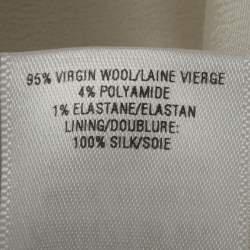 95% VIRGIN WOOL/LAINE VIERGE
4% POLYAMIDE
1% ELASTANE/ELASTAN
LINING/DOUBLURE:
100% SILK/SOIE